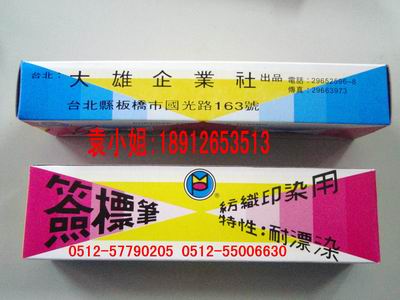 台北：大雄企業社出品 電話：29652696-8
傳真：29663973
台北縣板橋市國光路163號
袁小姐:18912653513
簽標筆 紡織印染用
特性：耐漂染
0512-57790205 0512-55006630